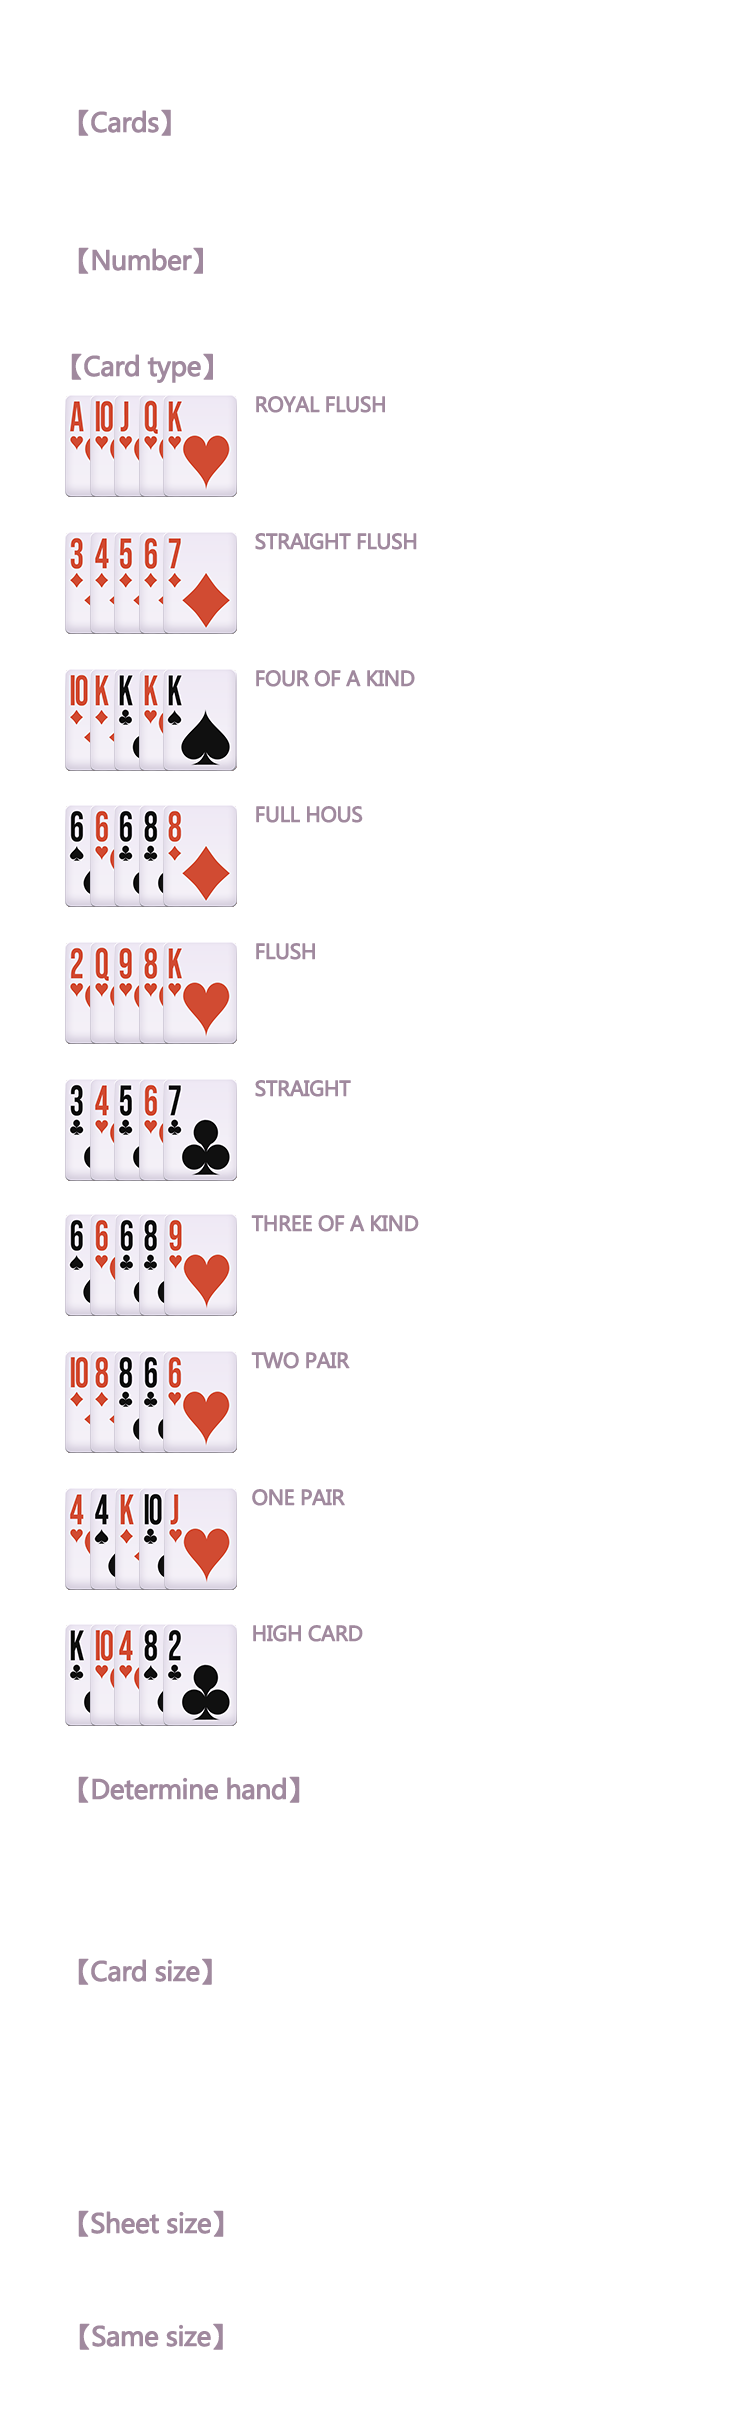 【Cards】
【Number】
【Card type】
A 10 J Q K
ROYAL FLUSH
3 4 5 6 7
STRAIGHT FLUSH
10 K K K K
FOUR OF A KIND
6 6 6 8 8
FULL HOUS
2 Q 9 8 K
FLUSH
3 4 5 6 7
STRAIGHT
6 6 6 8 9
THREE OF A KIND
10 8 8 6 6
TWO PAIR
4 4 K 10 J
ONE PAIR
K 10 4 8 2
HIGH CARD
【Determine hand】
【Card size】
【Sheet size】
【Same size】